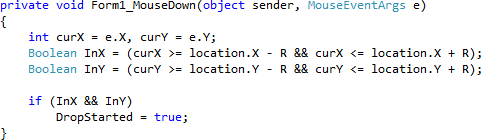 private void Form1_MouseDown(object sender, MouseEventArgs e)
{
    int curX = e.X, curY = e.Y;
    Boolean InX = (curX >= location.X - R && curX <= location.X + R);
    Boolean InY = (curY >= location.Y - R && curY <= location.Y + R);

    if (InX && InY)
        DropStarted = true;
}